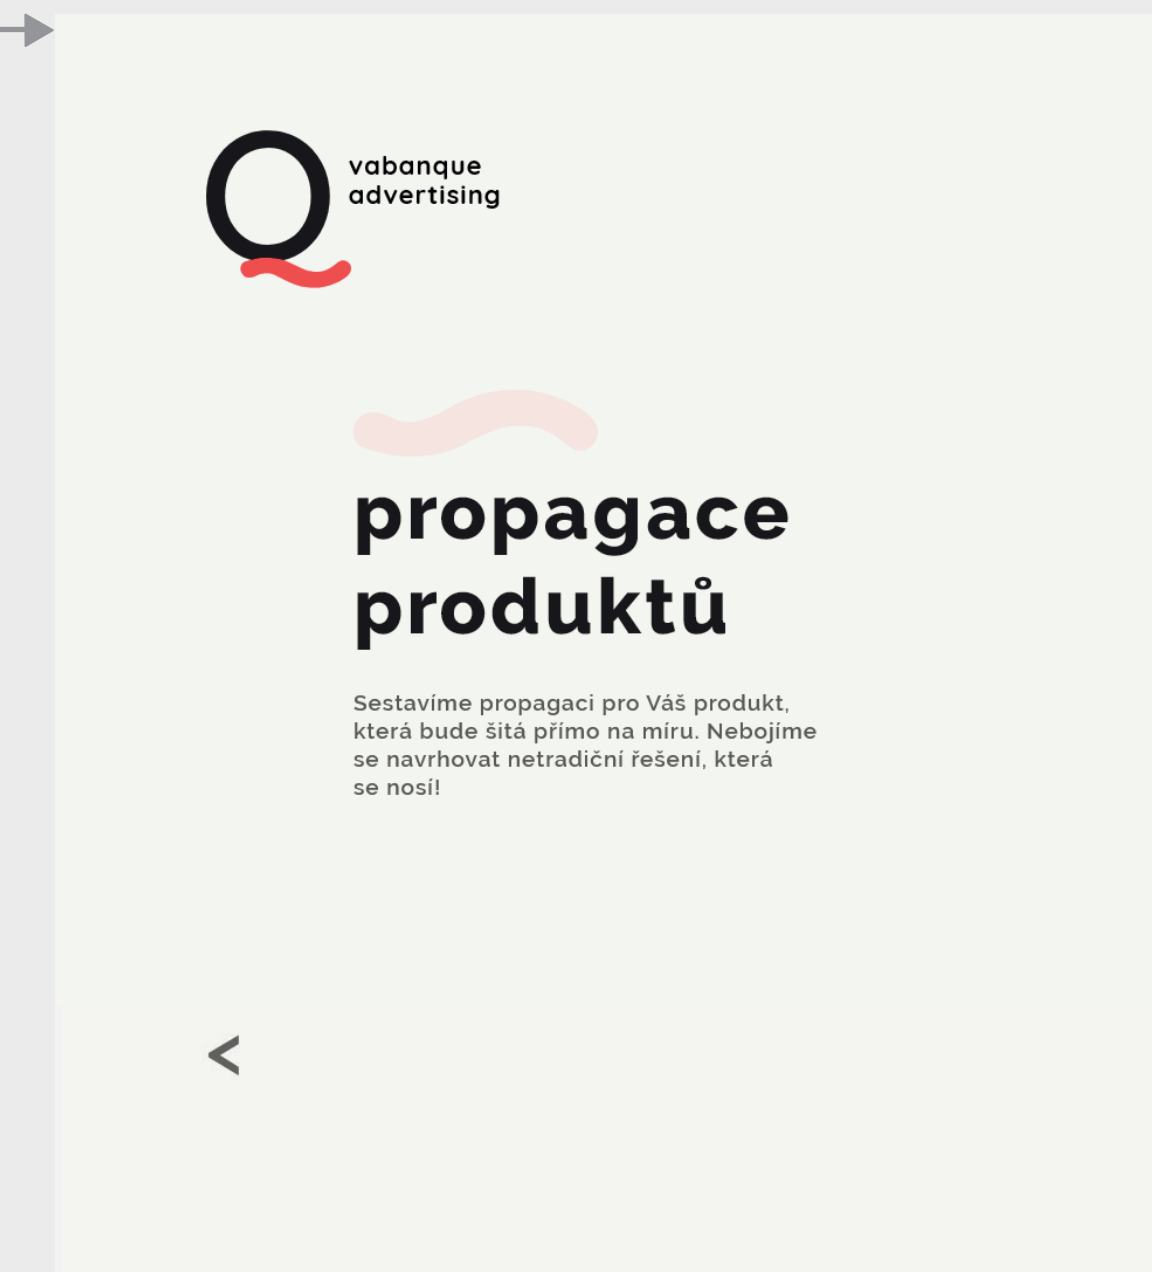 Q
vabanque
advertising
propagace
produktů
Sestavíme propagaci pro Váš produkt,
která bude šitá přímo na míru. Nebojíme
se navrhovat netradiční řešení, která
se nosí!
<